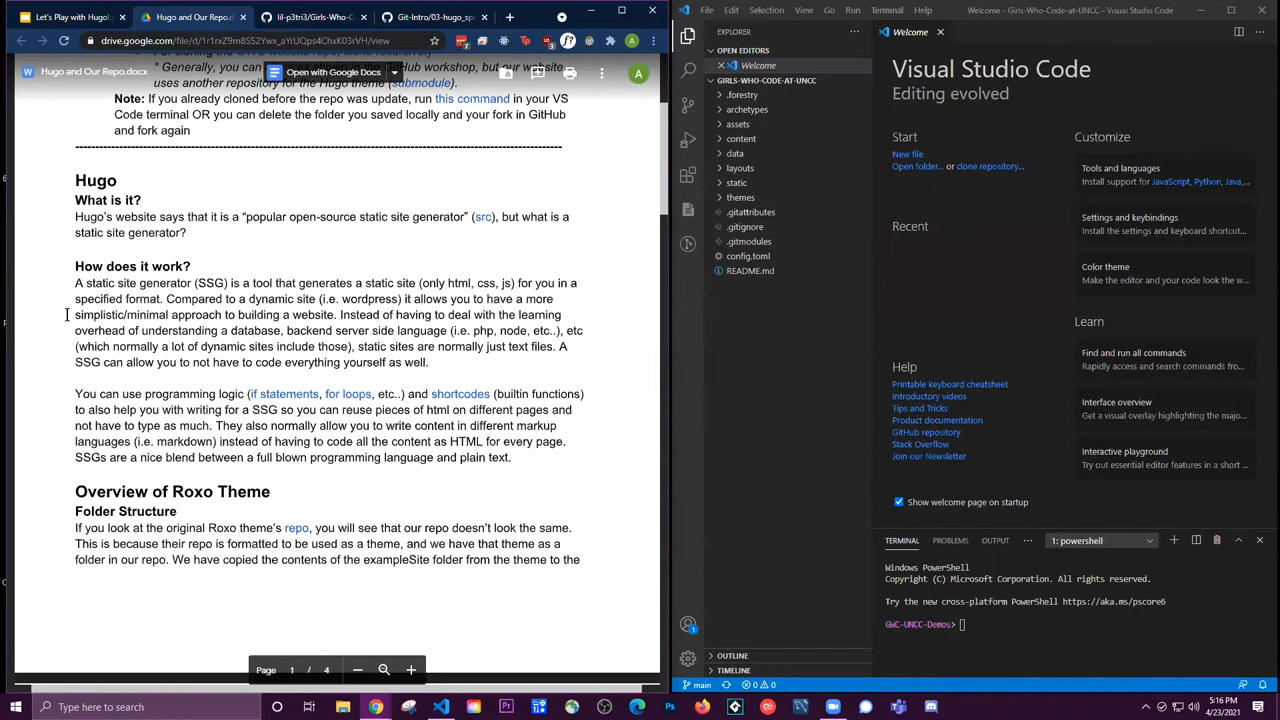 Let's Play with Hugo!
Hugo and Our Repo.docx
lil-p3tri3/Girls-Who-C
Git-Intro/03-hugo_spe
drive.google.com/file/d/1r1rxZ9m8SS2Ywx_aYrUQps4ChxK03rVH/view
Hugo and Our Repo.docx
Open with Google Docs
A
* Generally, you can
, but our website
uses another repository for the Hugo theme (submodule).
Note: If you already cloned before the repo was update, run this command in your VS
Code terminal OR you can delete the folder you saved locally and your fork in GitHub
and fork again
Hugo
What is it?
Hugo's website says that it is a “popular open-source static site generator” (src), but what is a
static site generator?
How does it work?
A static site generator (SSG) is a tool that generates a static site (only html, css, js) for you in a
specified format. Compared to a dynamic site (i.e. wordpress) it allows you to have a more
simplistic/minimal approach to building a website. Instead of having to deal with the learning
overhead of understanding a database, backend server side language (i.e. php, node, etc..), etc
(which normally a lot of dynamic sites include those), static sites are normally just text files. A
SSG can allow you to not have to code everything yourself as well.
You can use programming logic (if statements, for loops, etc..) and shortcodes (builtin functions)
to also help you with writing for a SSG so you can reuse pieces of html on different pages and
not have to type as much. They also normally allow you to write content in different markup
languages (i.e. markdown) instead of having to code all the content as HTML for every page.
SSGs are a nice blend between a full blown programming language and plain text.
Overview of Roxo Theme
Folder Structure
If you look at the original Roxo theme's repo, you will see that our repo doesn't look the same.
This is because their repo is formatted to be used as a theme, and we have that theme as a
folder in our repo. We have copied the contents of the exampleSite folder from the theme to the
Page 1 / 4
File Edit Selection View Go Run Terminal Help
Welcome - Girls-Who-Code-at-UNCC - Visual Studio Code
EXPLORER
OPEN EDITORS
Welcome
GIRLS-WHO-CODE-AT-UNCC
.forestry
archetypes
assets
content
data
layouts
static
themes
.gitattributes
.gitignore
.gitmodules
config.toml
README.md
OUTLINE
TIMELINE
Welcome
Visual Studio Code
Editing evolved
Start
New file
Open folder... or clone repository...
Recent
Help
Printable keyboard cheatsheet
Introductory videos
Tips and Tricks
Product documentation
GitHub repository
Stack Overflow
Join our Newsletter
Show welcome page on startup
Customize
Tools and languages
Install support for JavaScript, Python, Java,...
Settings and keybindings
Install the settings and keyboard shortcut...
Color theme
Make the editor and your code look the w...
Learn
Find and run all commands
Rapidly access and search commands fro...
Interface overview
Get a visual overlay highlighting the major...
Interactive playground
Try out essential editor features in a short ...
TERMINAL PROBLEMS OUTPUT ... 1: powershell
Windows PowerShell
Copyright (C) Microsoft Corporation. All rights reserved.
Try the new cross-platform PowerShell https://aka.ms/pscore6
GWC-UNCC-Demos>
main 0 0
Type here to search
5:16 PM
4/23/2021